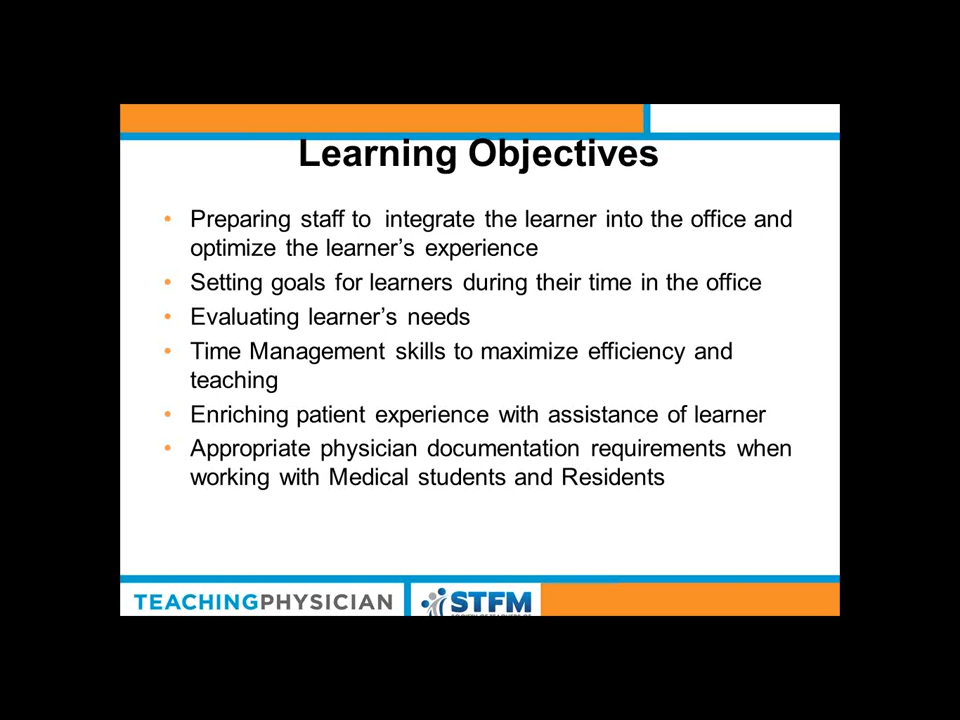 Learning Objectives
• Preparing staff to integrate the learner into the office and
optimize the learner's experience
• Setting goals for learners during their time in the office
• Evaluating learner's needs
• Time Management skills to maximize efficiency and
teaching
• Enriching patient experience with assistance of learner
• Appropriate physician documentation requirements when
working with Medical students and Residents
TEACHINGPHYSICIAN
STFM